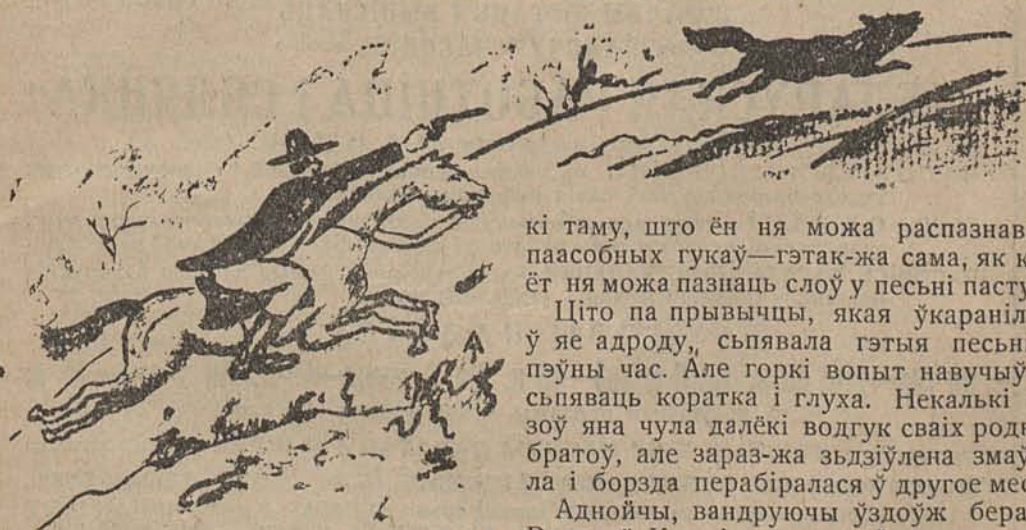 кі таму, што ён ня можа распазнав
паасобных гукаў—гэтак-жа сама, як к
ёт ня можа пазнаць слоў у песьні пасту
Ціто па прывычцы, якая ўкараніл
ў яе адроду, сьпявала гэтыя песьн
пэўны час. Але горкі вопыт навучыў
сьпяваць коратка і глуха. Некалькі
зоў яна чула далёкі водгук сваіх родн
братоў, але зараз-жа зьдзіўлена змаў
ла і борзда перабіралася ў другое мес
Аднойчы, вандруючы ўздоўж бера